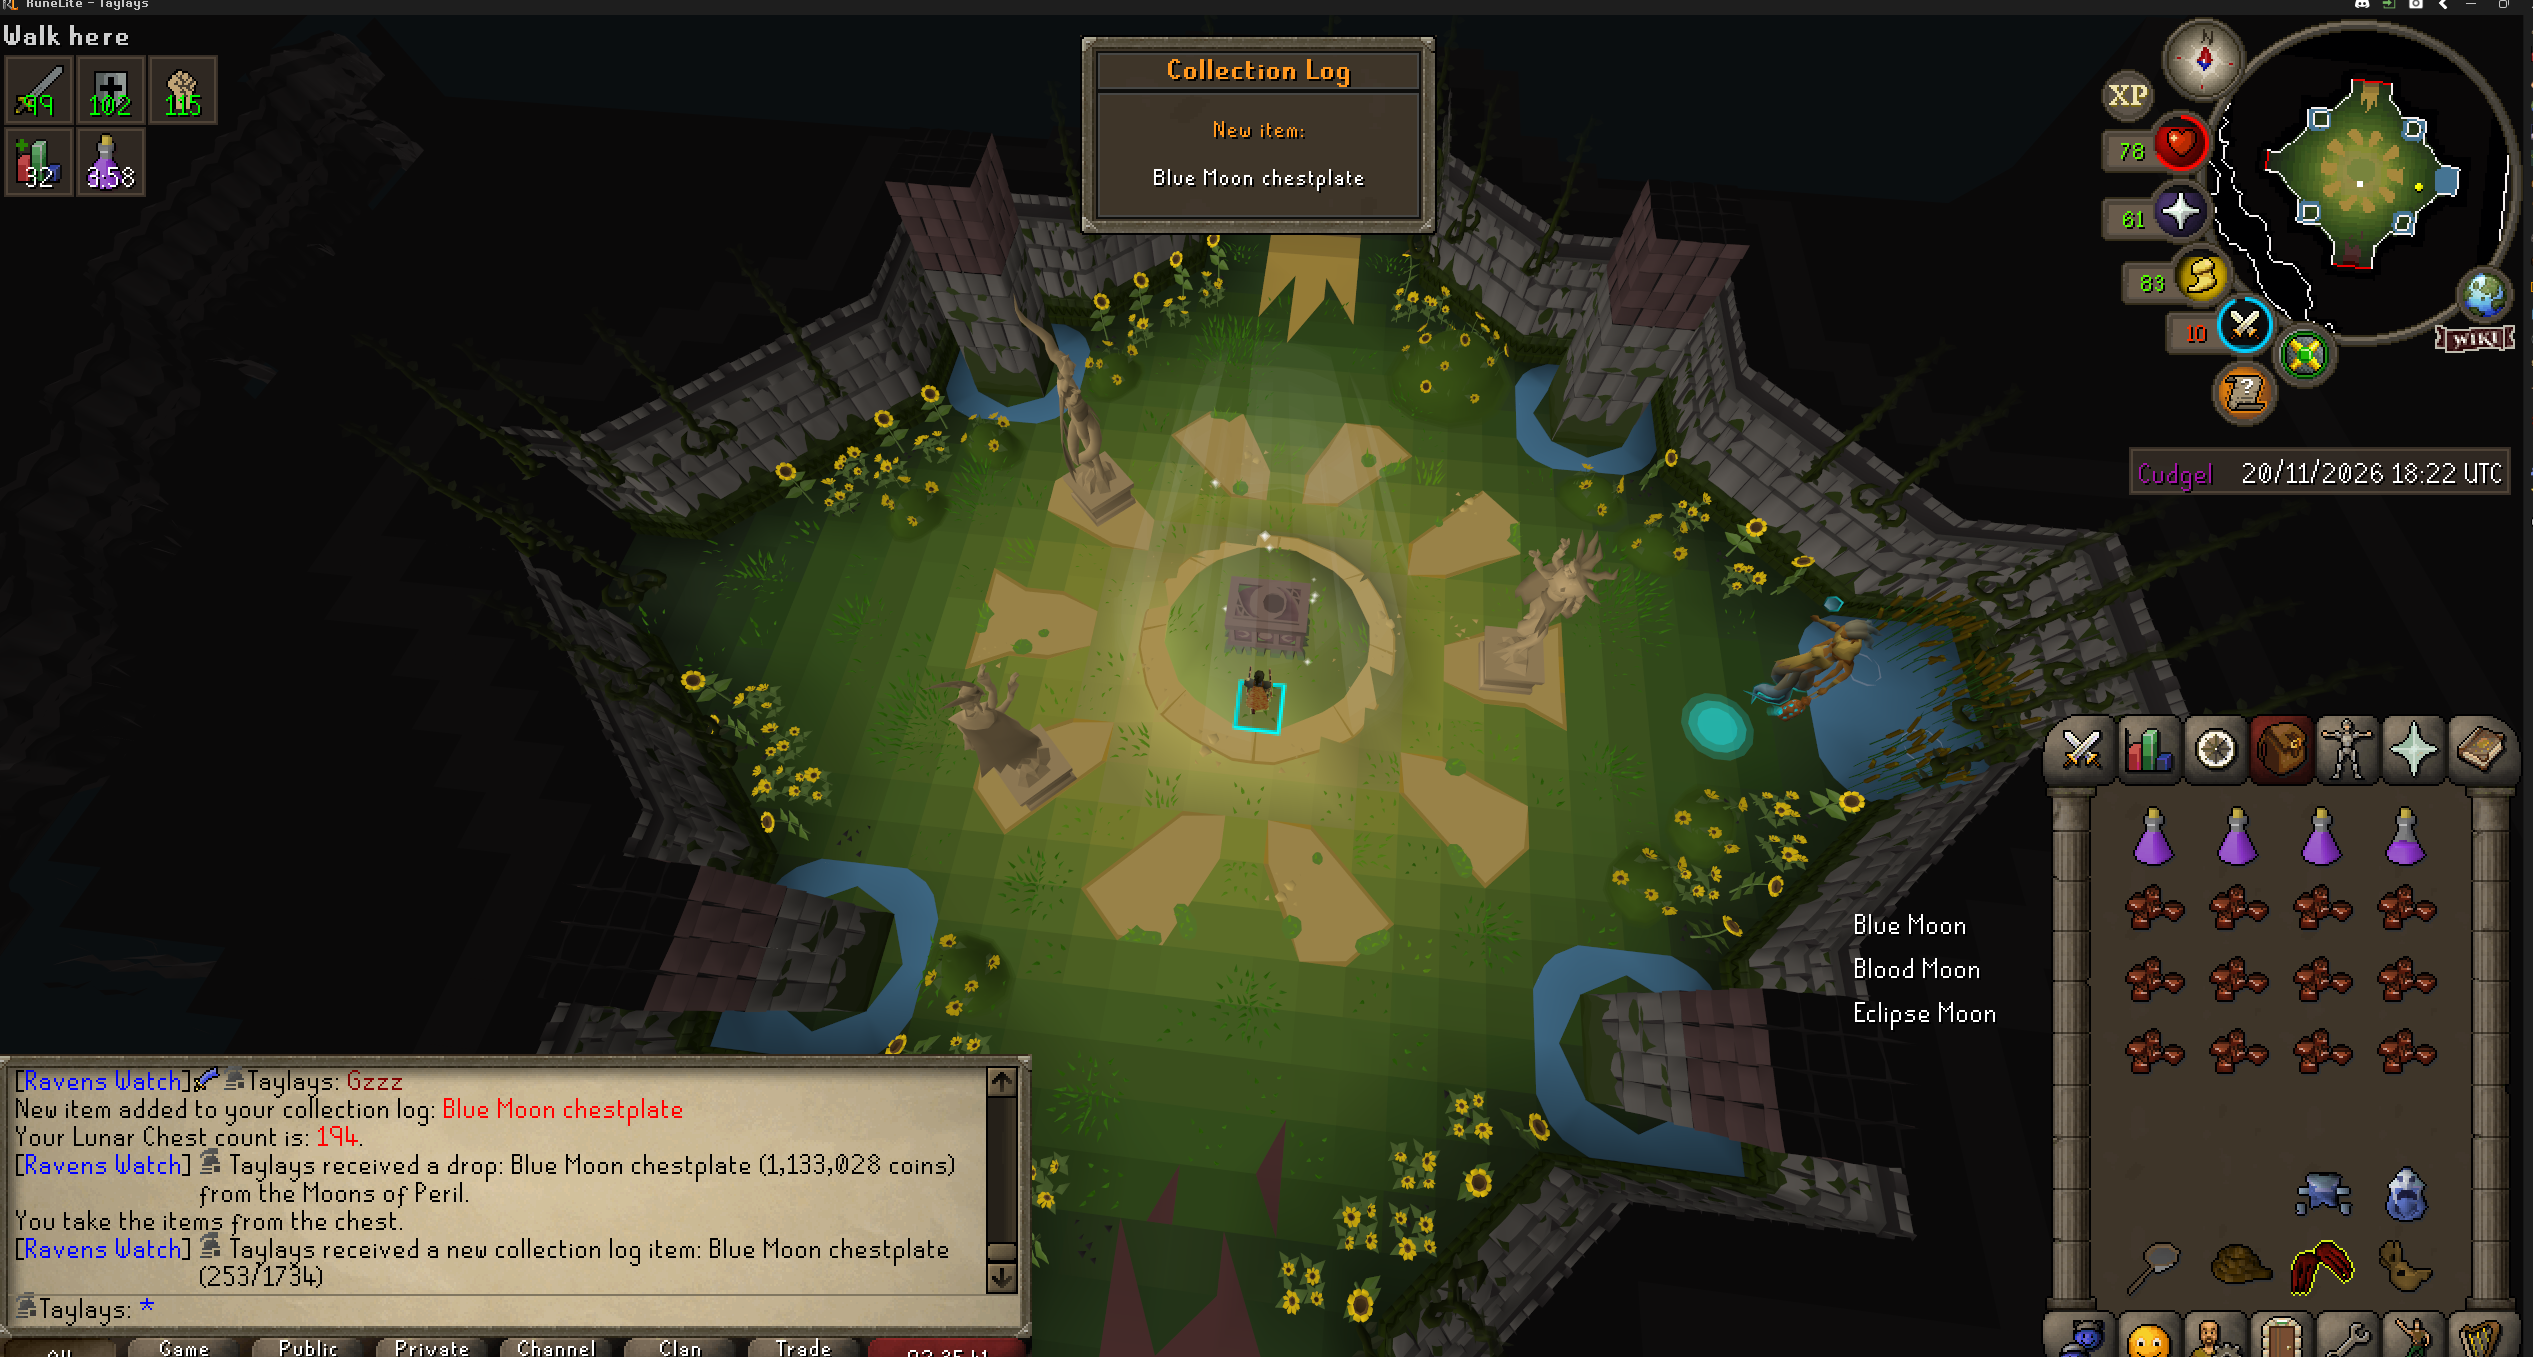 RuneLite - Taylays
Walk here
99
102
115
32
3:58
Collection Log
New item:
Blue Moon chestplate
N
XP
78
61
83
10
WIKI
Cudgel 20/11/2026 18:22 UTC
Blue Moon
Blood Moon
Eclipse Moon
[Ravens Watch] Taylays: Gzzz
New item added to your collection log: Blue Moon chestplate
Your Lunar Chest count is: 194.
[Ravens Watch] Taylays received a drop: Blue Moon chestplate (1,133,028 coins)
from the Moons of Peril.
You take the items from the chest.
[Ravens Watch] Taylays received a new collection log item: Blue Moon chestplate
(253/1734)
Taylays: *
All Game Public Private Channel Clan Trade